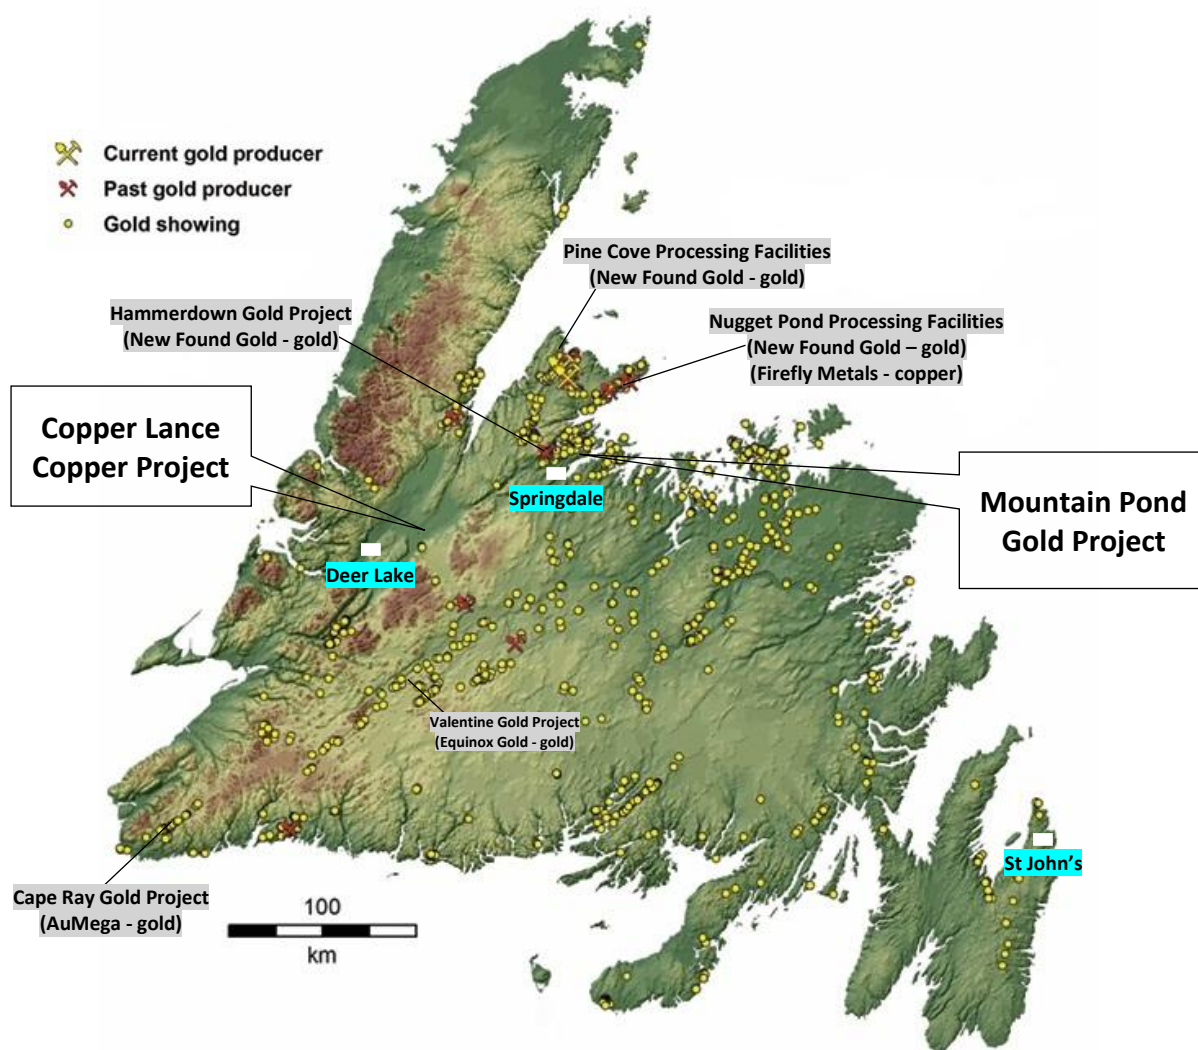 Current gold producer
Past gold producer
Gold showing
Pine Cove Processing Facilities
(New Found Gold - gold)
Hammerdown Gold Project
(New Found Gold - gold)
Nugget Pond Processing Facilities
(New Found Gold – gold)
(Firefly Metals - copper)
Copper Lance
Copper Project
Springdale
Mountain Pond
Gold Project
Deer Lake
Valentine Gold Project
(Equinox Gold - gold)
St John’s
Cape Ray Gold Project
(AuMega - gold)
100
km